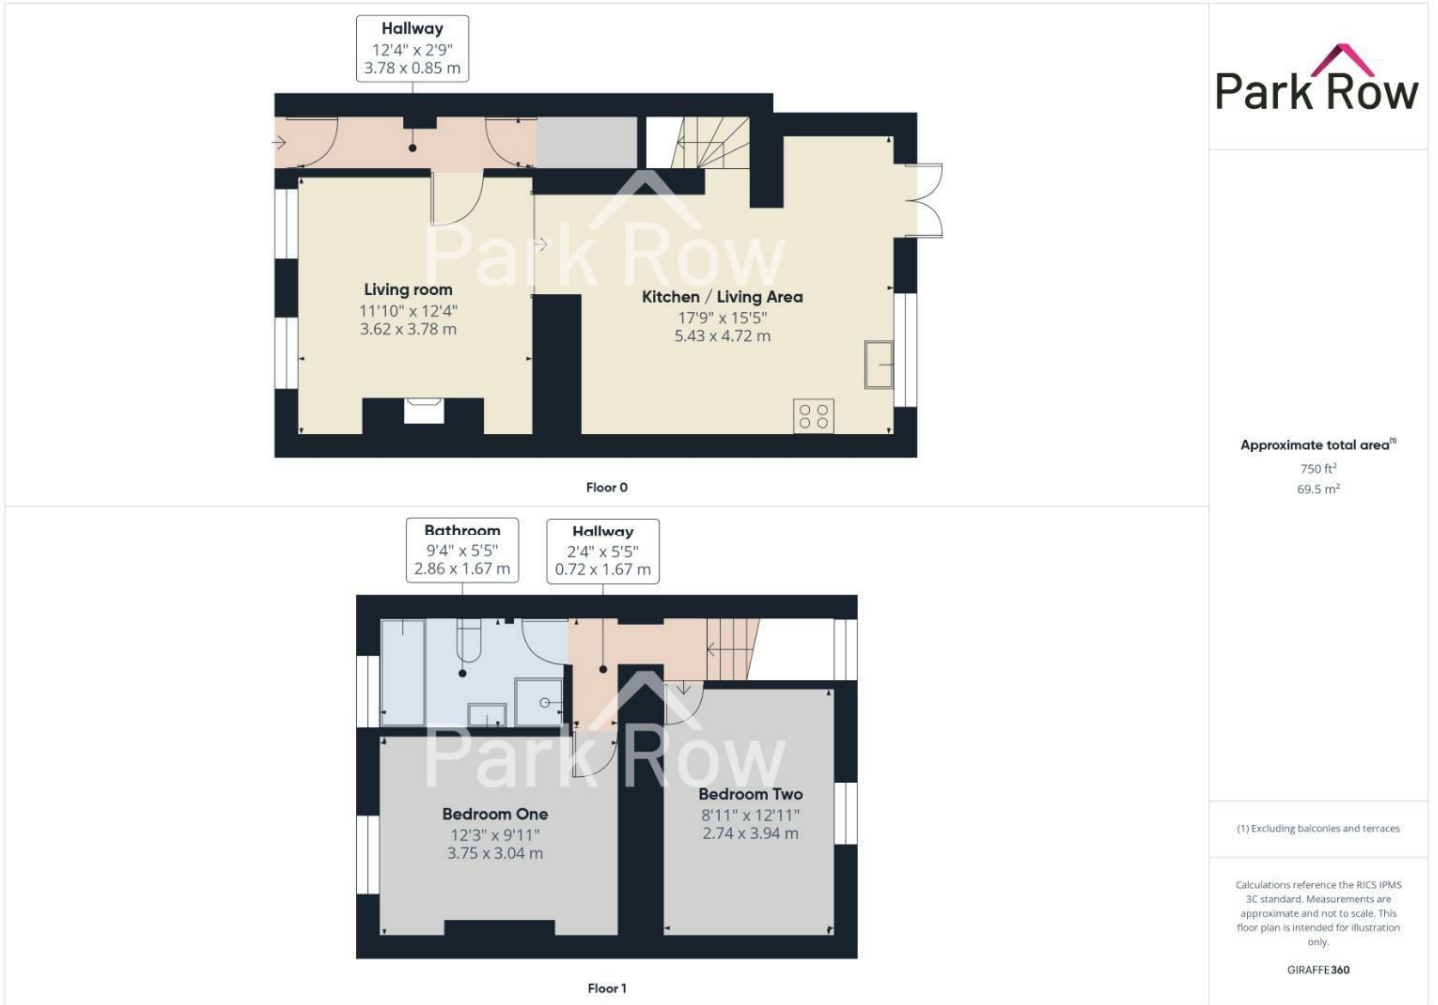 Hallway
12'4" x 2'9"
3.78 x 0.85 m
Park Row
Living room
11'10" x 12'4"
3.62 x 3.78 m
Park Row
Kitchen / Living Area
17'9" x 15'5"
5.43 x 4.72 m
Floor 0
Approximate total area(1)
750 ft²
69.5 m²
Bathroom
9'4" x 5'5"
2.86 x 1.67 m
Hallway
2'4" x 5'5"
0.72 x 1.67 m
Park Row
Bedroom One
12'3" x 9'11"
3.75 x 3.04 m
Bedroom Two
8'11" x 12'11"
2.74 x 3.94 m
Floor 1
(1) Excluding balconies and terraces
Calculations reference the RICS IPMS
3C standard. Measurements are
approximate and not to scale. This
floor plan is intended for illustration
only.
GIRAFFE360